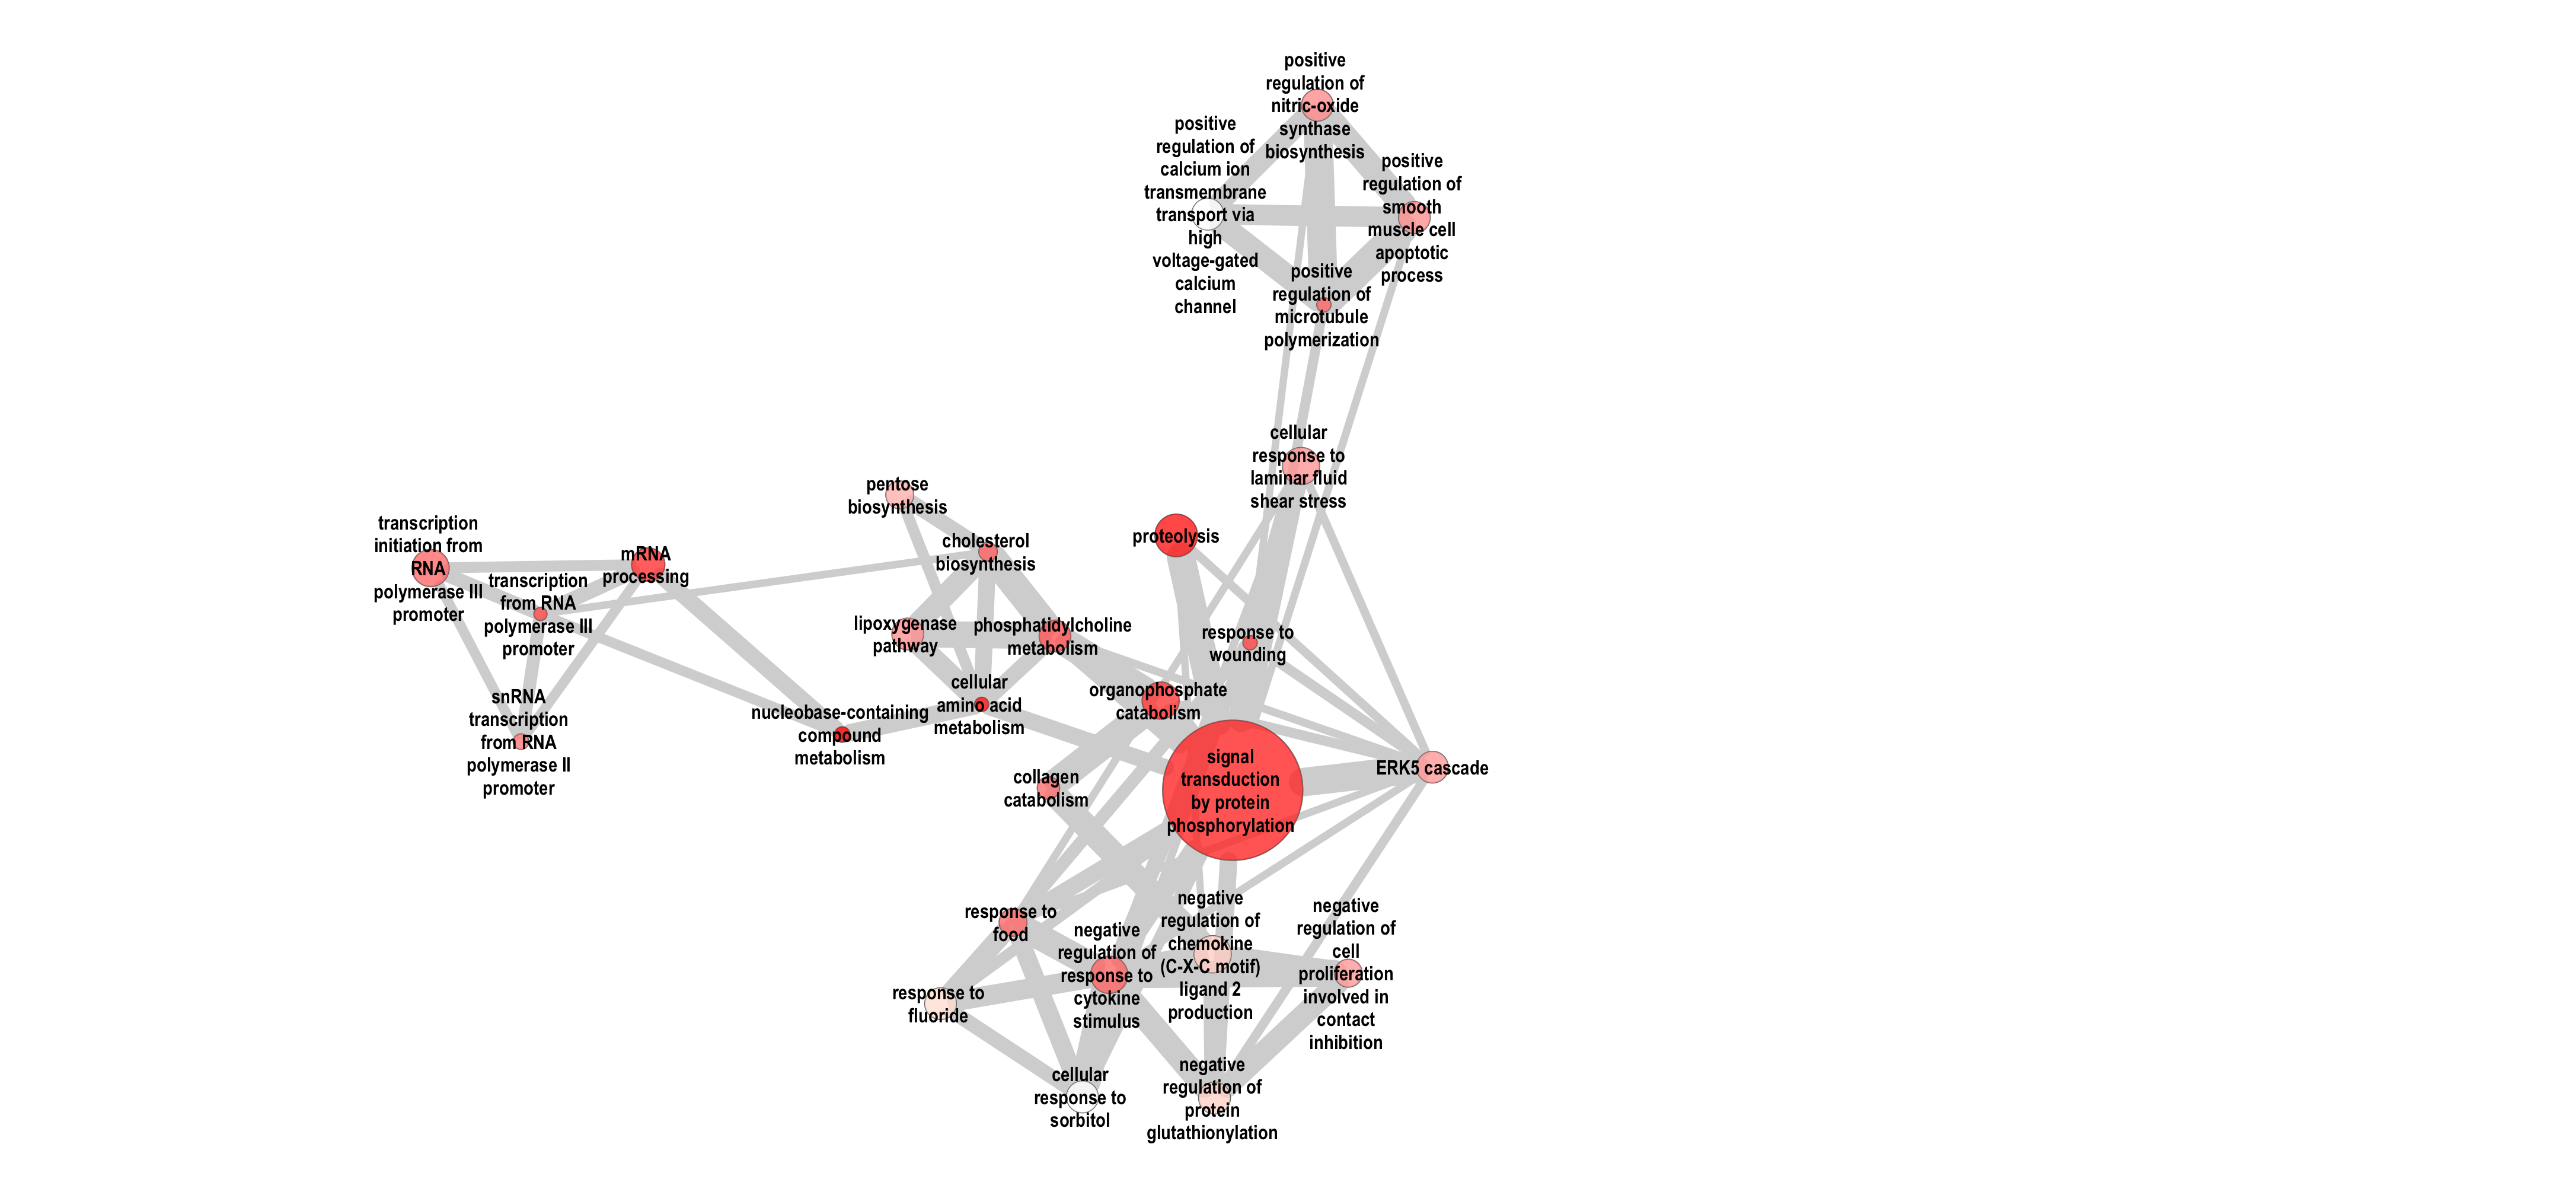 positive
regulation of
nitric-oxide
synthase
biosynthesis
positive
regulation of
calcium ion
transmembrane
transport via
high
voltage-gated
calcium
channel
positive
regulation of
smooth
muscle cell
apoptotic
process
positive
regulation of
microtubule
polymerization
cellular
response to
laminar fluid
shear stress
pentose
biosynthesis
transcription
initiation from
RNA
polymerase III
promoter
mRNA
processing
transcription
from RNA
polymerase III
promoter
cholesterol
biosynthesis
proteolysis
lipoxygenase
pathway
phosphatidylcholine
metabolism
response to
wounding
snRNA
transcription
from RNA
polymerase II
promoter
nucleobase-containing
compound
metabolism
cellular
amino acid
metabolism
organophosphate
catabolism
collagen
catabolism
signal
transduction
by protein
phosphorylation
ERK5 cascade
response to
food
negative
regulation of
response to
cytokine
stimulus
negative
regulation of
chemokine
(C-X-C motif)
ligand 2
production
negative
regulation of
cell
proliferation
involved in
contact
inhibition
response to
fluoride
cellular
response to
sorbitol
negative
regulation of
protein
glutathionylation